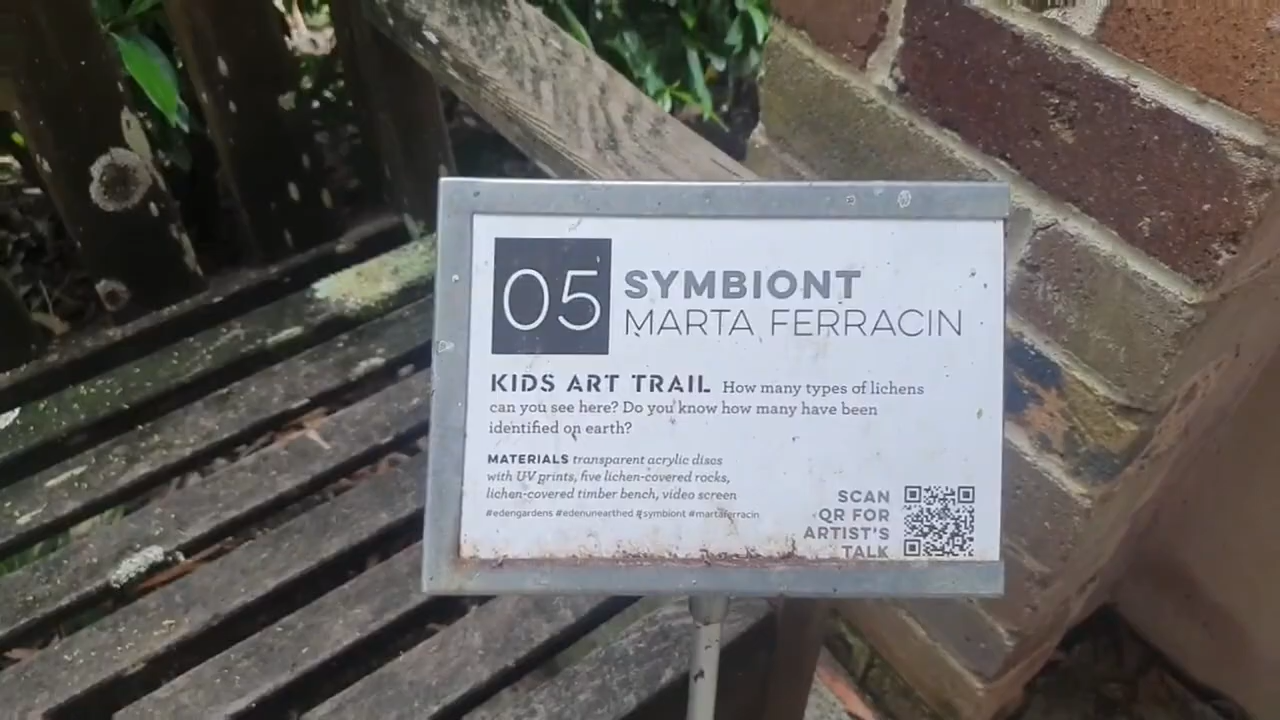 05
SYMBIONT
MARTA FERRACIN
KIDS ART TRAIL How many types of lichens
can you see here? Do you know how many have been
identified on earth?
MATERIALS transparent acrylic discs
with UV prints, five lichen-covered rocks,
lichen-covered timber bench, video screen
#edengardens #edenunearthed #symbiont #martaferracin
SCAN
QR FOR
ARTIST'S
TALK